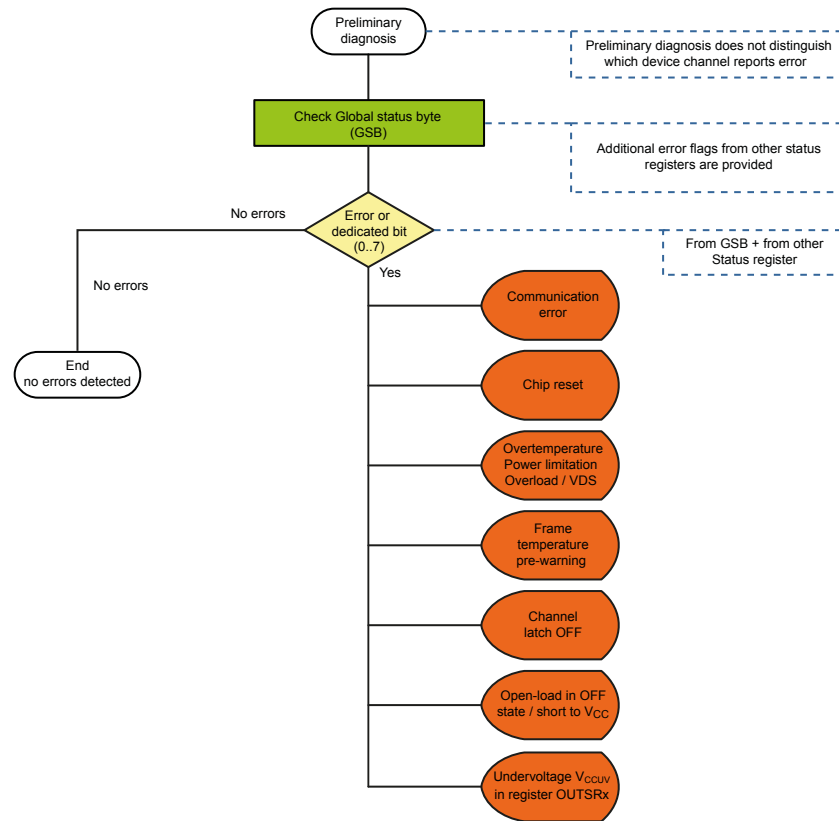 Preliminary
diagnosis
Preliminary diagnosis does not distinguish
which device channel reports error
Check Global status byte
(GSB)
Additional error flags from other status
registers are provided
No errors
Error or
dedicated bit
(0..7)
From GSB + from other
Status register
Yes
No errors
Communication
error
End
no errors detected
Chip reset
Overtemperature
Power limitation
Overload / VDS
Frame
temperature
pre-warning
Channel
latch OFF
Open-load in OFF
state / short to VCC
Undervoltage VCCUV
in register OUTSRx